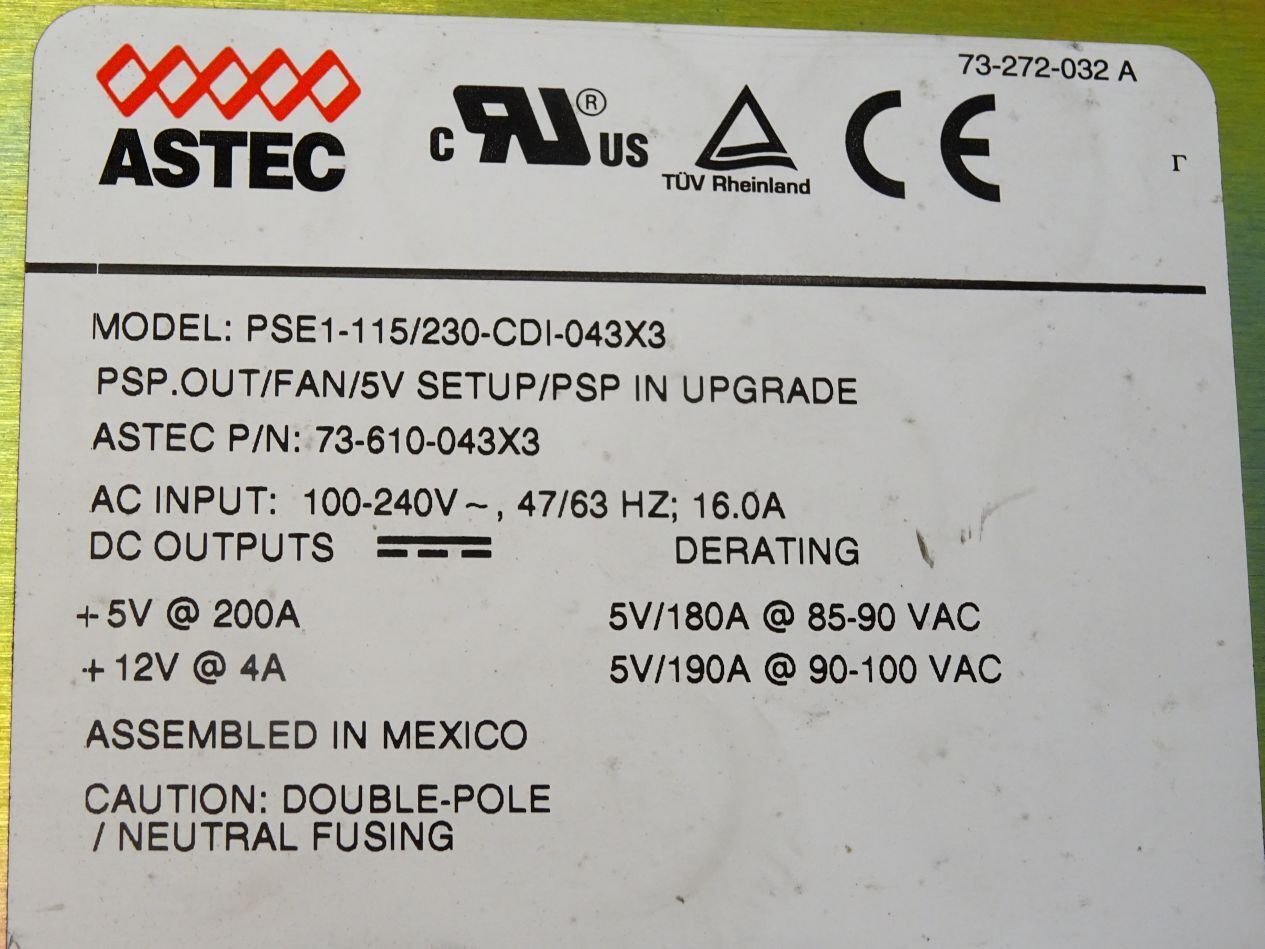 73-272-032 A
ASTEC
c RU® US
TÜV Rheinland
CE
MODEL: PSE1-115/230-CDI-043X3
PSP.OUT/FAN/5V SETUP/PSP IN UPGRADE
ASTEC P/N: 73-610-043X3
AC INPUT: 100-240V~, 47/63 HZ; 16.0A
DC OUTPUTS DERATING
+5V @ 200A 5V/180A @ 85-90 VAC
+12V @ 4A 5V/190A @ 90-100 VAC
ASSEMBLED IN MEXICO
CAUTION: DOUBLE-POLE
/ NEUTRAL FUSING